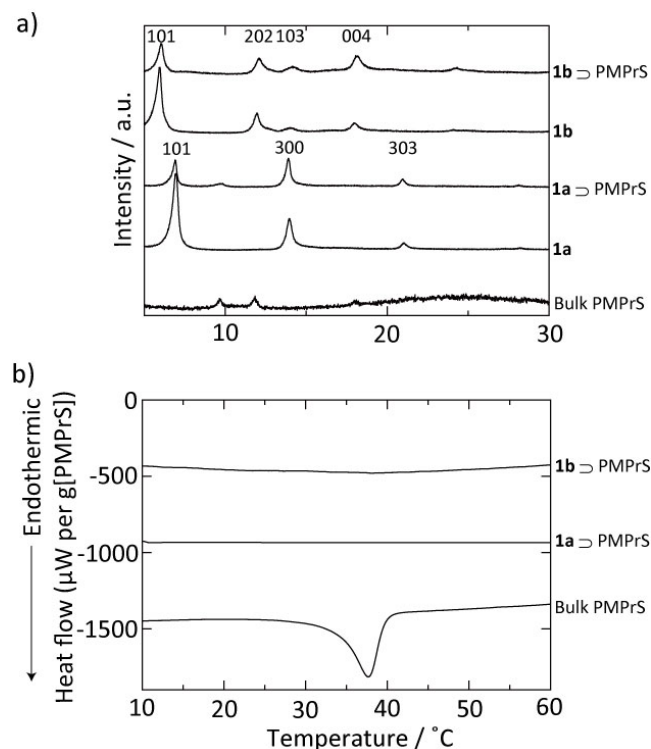 a)
101 202 103 004
1b ⊃ PMPrS
1b
101 300 303
1a ⊃ PMPrS
1a
Bulk PMPrS
Intensity / a.u.
10 20 30
b)
0
-500
-1000
-1500
1b ⊃ PMPrS
1a ⊃ PMPrS
Bulk PMPrS
Endothermic
Heat flow (μW per g[PMPrS])
10 20 30 40 50 60
Temperature / ˚C